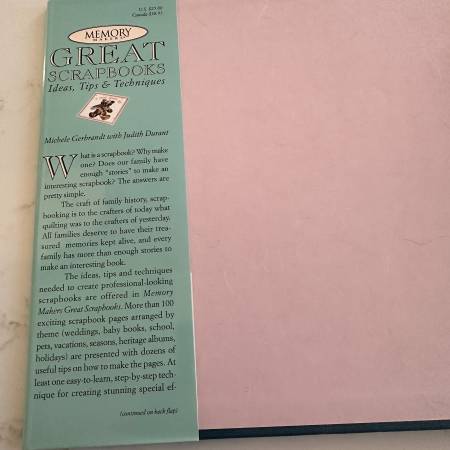 U.S. $29.99
Canada $38.95
MEMORY
MAKERS
GREAT
SCRAPBOOKS
Ideas, Tips & Techniques
Michele Gerbrandt with Judith Durant
What is a scrapbook? Why make
one? Does our family have
enough “stories” to make an
interesting scrapbook? The answers are
pretty simple.
The craft of family history, scrap-
booking is to the crafters of today what
quilting was to the crafters of yesterday.
All families deserve to have their trea-
sured memories kept alive, and every
family has more than enough stories to
make an interesting book.
The ideas, tips and techniques
needed to create professional-looking
scrapbooks are offered in Memory
Makers Great Scrapbooks. More than 100
exciting scrapbook pages arranged by
theme (weddings, baby books, school,
pets, vacations, seasons, heritage albums,
holidays) are presented with dozens of
useful tips on how to make the pages. At
least one easy-to-learn, step-by-step tech-
nique for creating stunning special ef-
(continued on back flap)